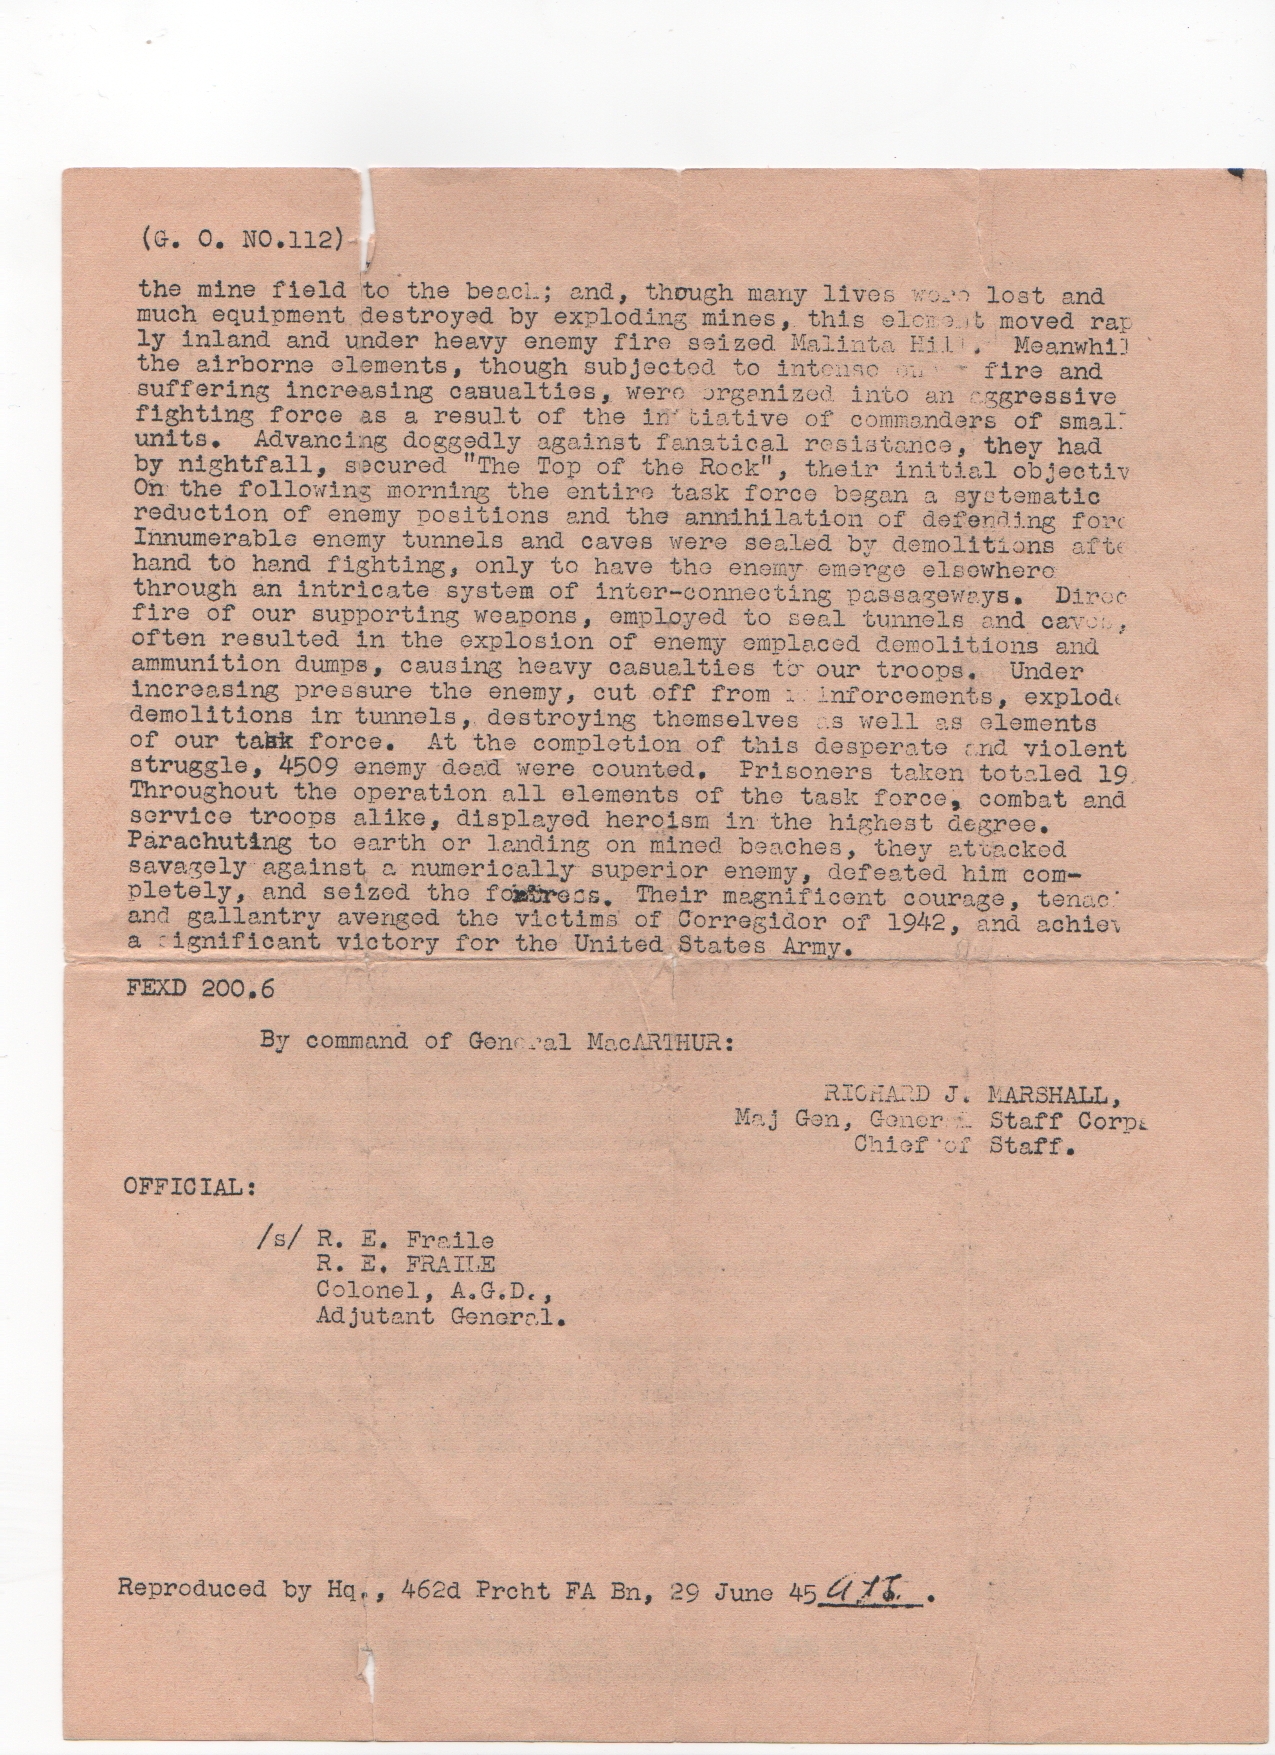 (G. O. NO.112)
the mine field to the beach; and, though many lives were lost and
much equipment destroyed by exploding mines, this element moved rap
ly inland and under heavy enemy fire seized Malinta Hill. Meanwhil
the airborne elements, though subjected to intense fire and
suffering increasing casualties, were organized into an aggressive
fighting force as a result of the initiative of commanders of small
units. Advancing doggedly against fanatical resistance, they had
by nightfall, secured "The Top of the Rock", their initial objectiv
On the following morning the entire task force began a systematic
reduction of enemy positions and the annihilation of defending forc
Innumerable enemy tunnels and caves were sealed by demolitions afte
hand to hand fighting, only to have the enemy emerge elsewhere
through an intricate system of inter-connecting passageways. Direc
fire of our supporting weapons, employed to seal tunnels and caves,
often resulted in the explosion of enemy emplaced demolitions and
ammunition dumps, causing heavy casualties to our troops. Under
increasing pressure the enemy, cut off from reinforcements, explode
demolitions in tunnels, destroying themselves as well as elements
of our task force. At the completion of this desperate and violent
struggle, 4509 enemy dead were counted. Prisoners taken totaled 19
Throughout the operation all elements of the task force, combat and
service troops alike, displayed heroism in the highest degree.
Parachuting to earth or landing on mined beaches, they attacked
savagely against a numerically superior enemy, defeated him com-
pletely, and seized the fortress. Their magnificent courage, tenac
and gallantry avenged the victims of Corregidor of 1942, and achiev
a significant victory for the United States Army.
FEXD 200.6
By command of General MacARTHUR:
RICHARD J. MARSHALL,
Maj Gen, General Staff Corps
Chief of Staff.
OFFICIAL:
/s/ R. E. Fraile
R. E. FRAILE
Colonel, A.G.D.,
Adjutant General.
Reproduced by Hq., 462d Prcht FA Bn, 29 June 45 .